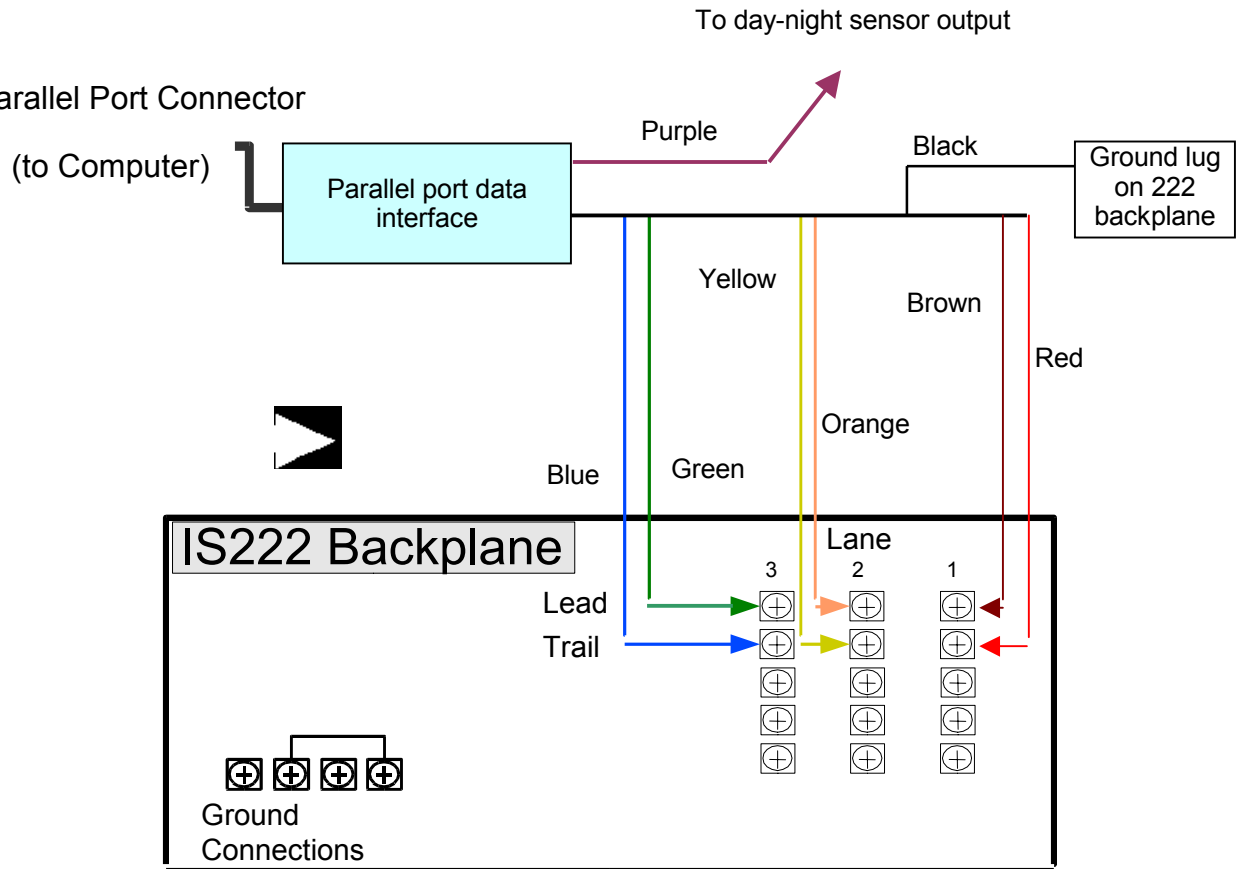 To day-night sensor output
arallel Port Connector
(to Computer)
Purple
Black
Ground lug
on 222
backplane
Parallel port data
interface
Yellow
Brown
Red
Orange
Blue
Green
IS222 Backplane
Lane
3 2 1
Lead
Trail
Ground
Connections